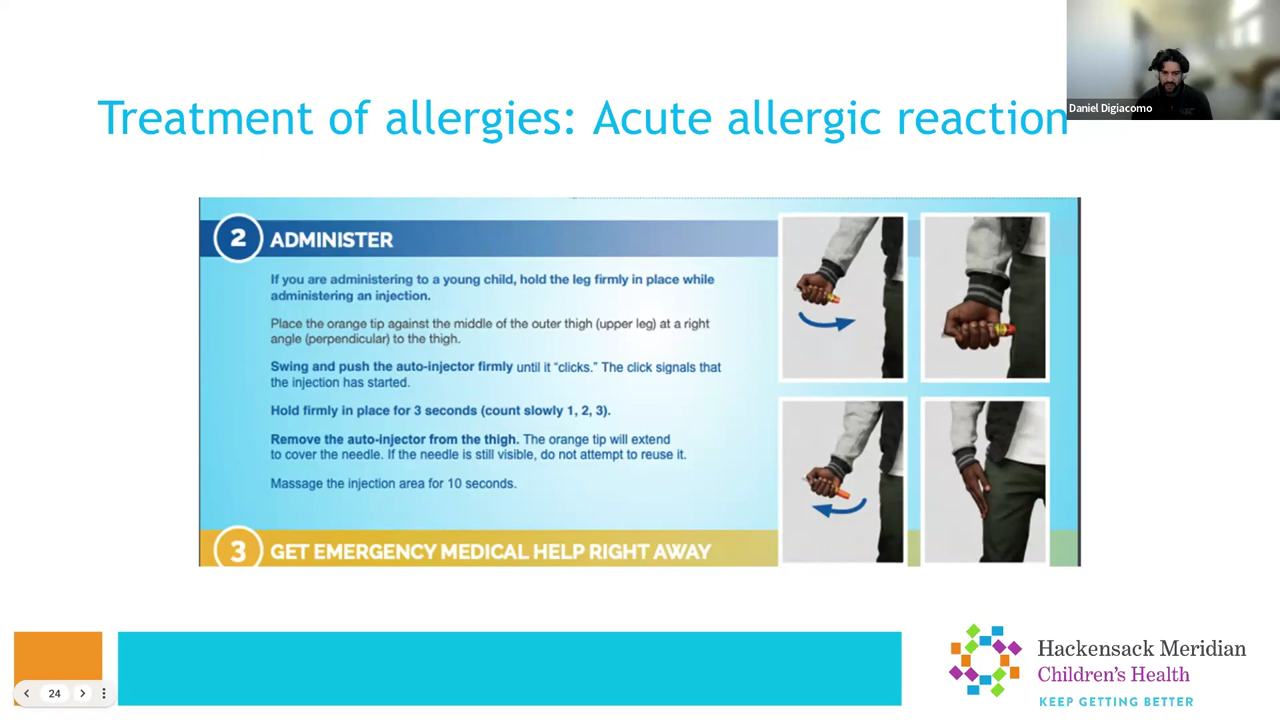 Daniel Digiacomo
Treatment of allergies: Acute allergic reaction
2 ADMINISTER
If you are administering to a young child, hold the leg firmly in place while
administering an injection.
Place the orange tip against the middle of the outer thigh (upper leg) at a right
angle (perpendicular) to the thigh.
Swing and push the auto-injector firmly until it “clicks.” The click signals that
the injection has started.
Hold firmly in place for 3 seconds (count slowly 1, 2, 3).
Remove the auto-injector from the thigh. The orange tip will extend
to cover the needle. If the needle is still visible, do not attempt to reuse it.
Massage the injection area for 10 seconds.
3 GET EMERGENCY MEDICAL HELP RIGHT AWAY
24
Hackensack Meridian
Children's Health
KEEP GETTING BETTER